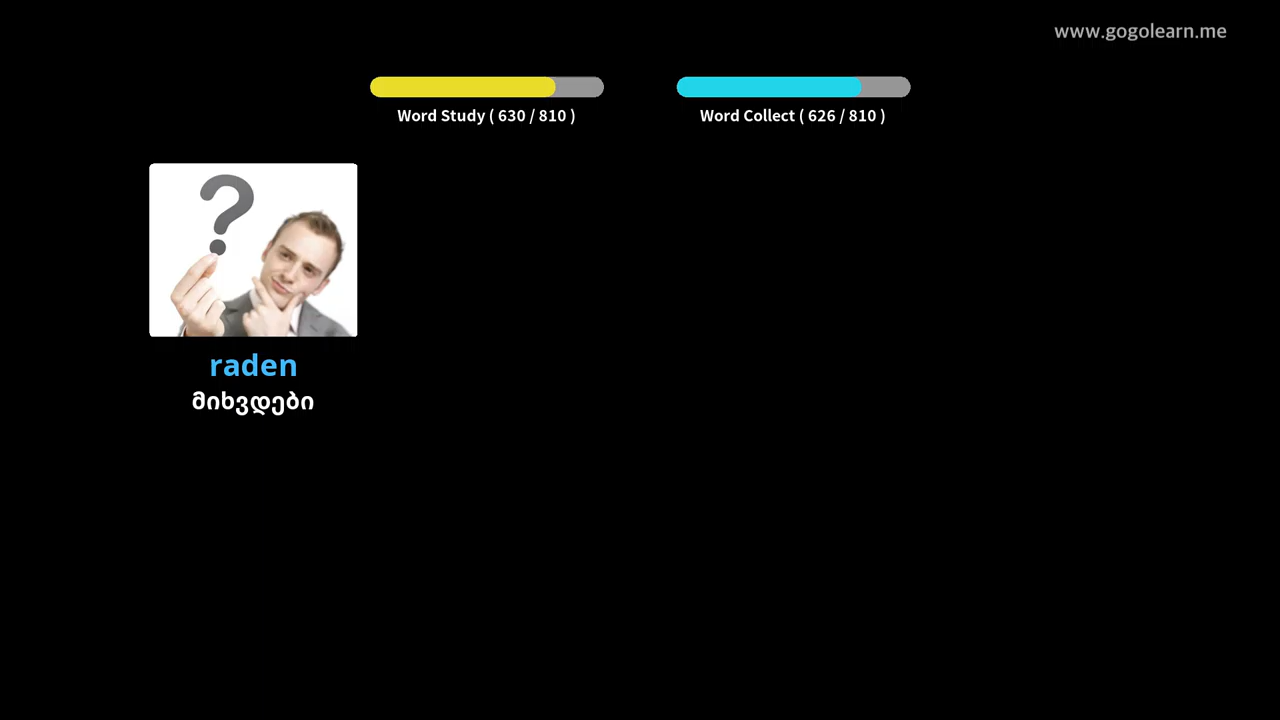 www.gogolearn.me
Word Study ( 630 / 810 )
Word Collect ( 626 / 810 )
?
raden
მიხვდები